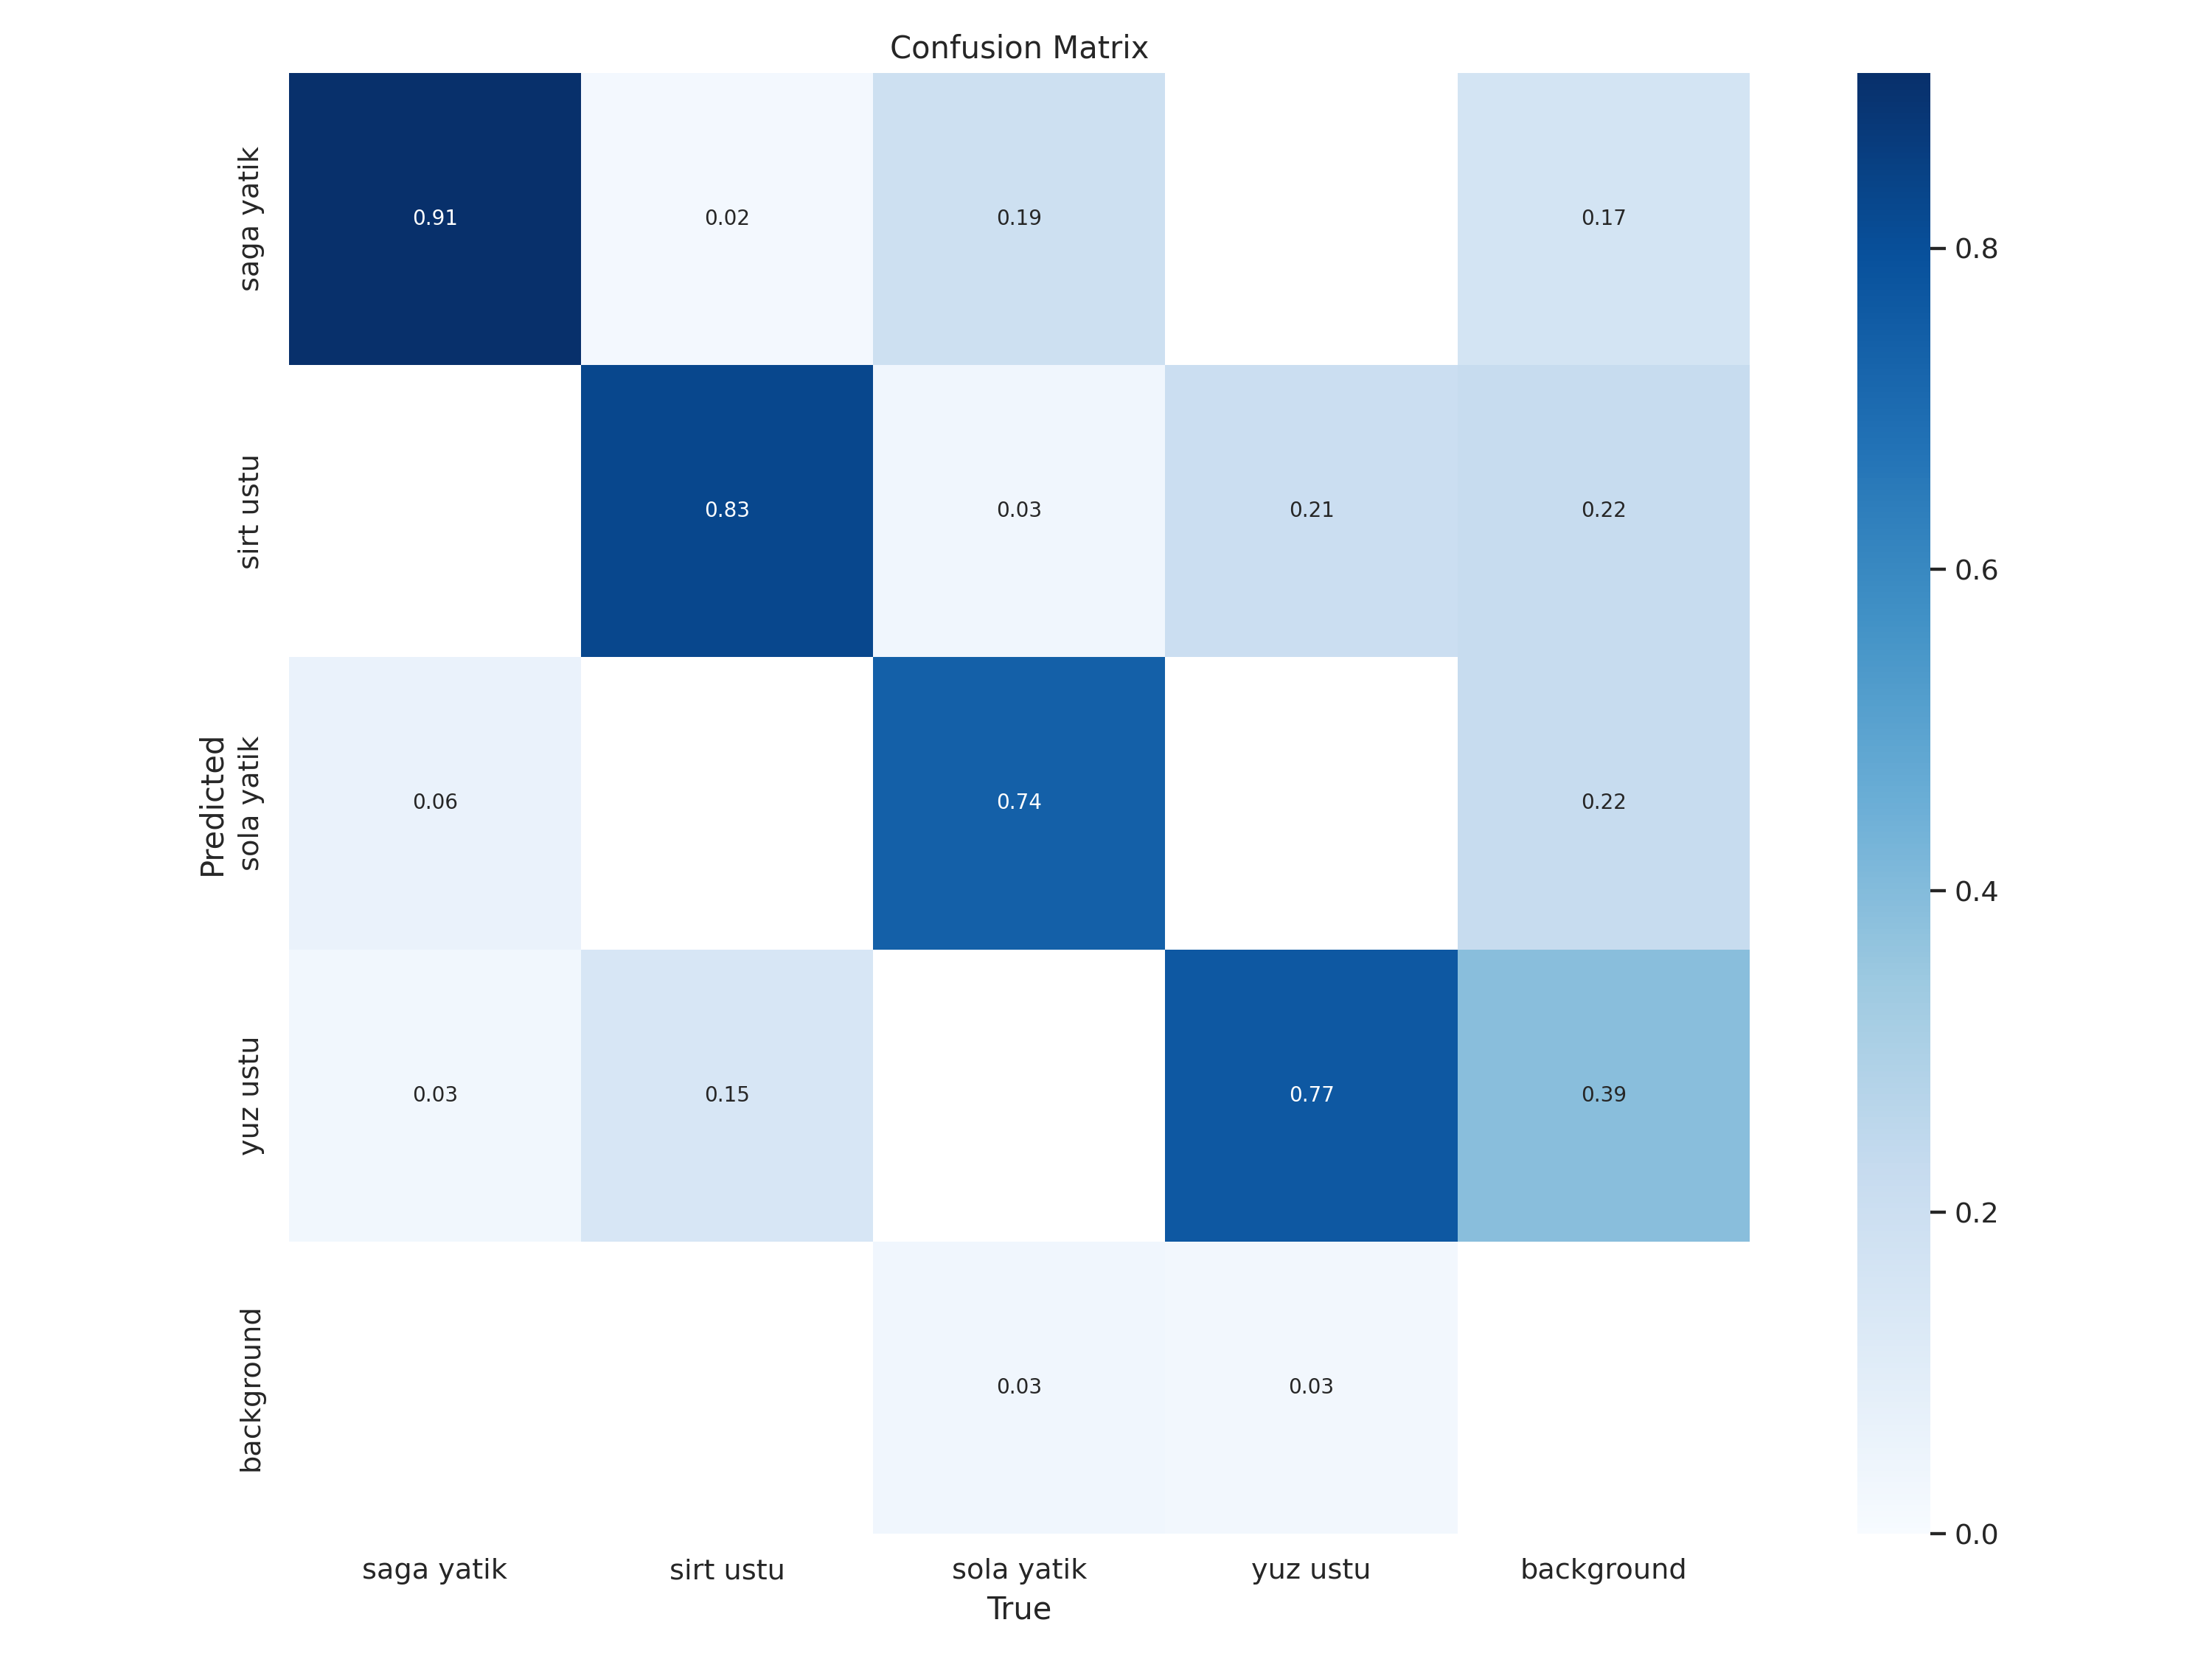 Confusion Matrix
saga yatik
0.91
0.02
0.19
0.17
0.8
sirt ustu
0.83
0.03
0.21
0.22
0.6
Predicted
sola yatik
0.06
0.74
0.22
0.4
yuz ustu
0.03
0.15
0.77
0.39
0.2
background
0.03
0.03
0.0
saga yatik
sirt ustu
sola yatik
yuz ustu
background
True